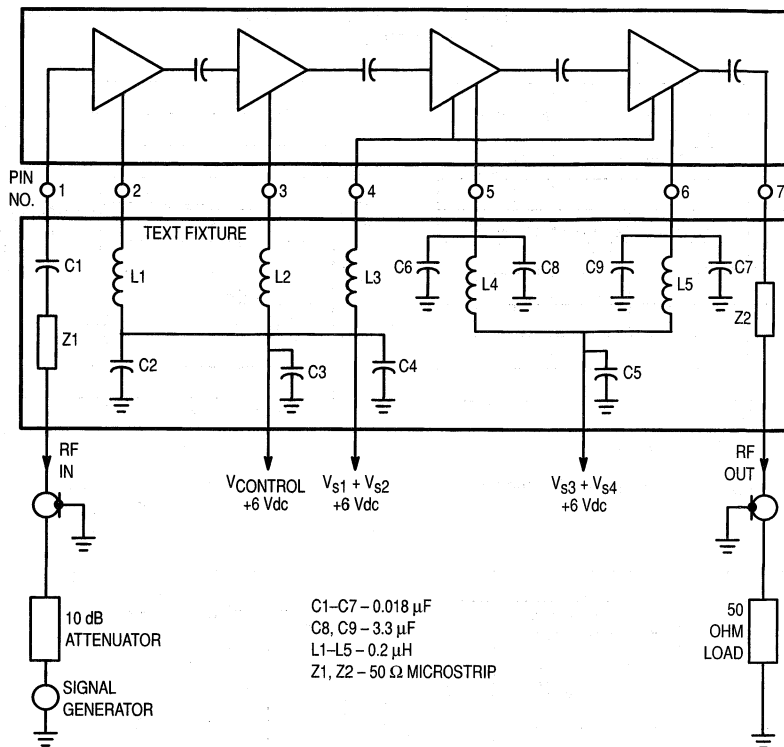 PIN
NO.
1
2
3
4
5
6
7
TEXT FIXTURE
C1
L1
L2
L3
C6
L4
C8
C9
L5
C7
Z1
Z2
C2
C3
C4
C5
RF
IN
VCONTROL
+6 Vdc
Vs1 + Vs2
+6 Vdc
Vs3 + Vs4
+6 Vdc
RF
OUT
10 dB
ATTENUATOR
SIGNAL
GENERATOR
C1–C7 – 0.018 µF
C8, C9 – 3.3 µF
L1–L5 – 0.2 µH
Z1, Z2 – 50 Ω MICROSTRIP
50
OHM
LOAD